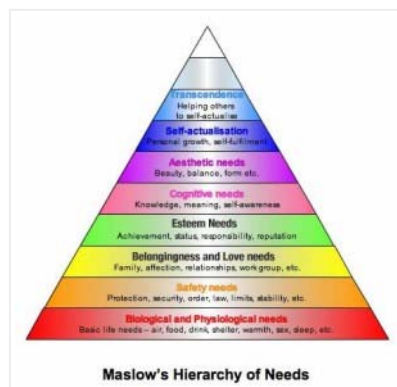 Transcendence
Helping others
to self-actualise
Self-actualisation
Personal growth, self-fulfilment
Aesthetic needs
Beauty, balance, form etc.
Cognitive needs
Knowledge, meaning, self-awareness
Esteem Needs
Achievement, status, responsibility, reputation
Belongingness and Love needs
Family, affection, relationships, work group, etc.
Safety needs
Protection, security, order, law, limits, stability, etc.
Biological and Physiological needs
Basic life needs – air, food, drink, shelter, warmth, sex, sleep, etc.
Maslow's Hierarchy of Needs